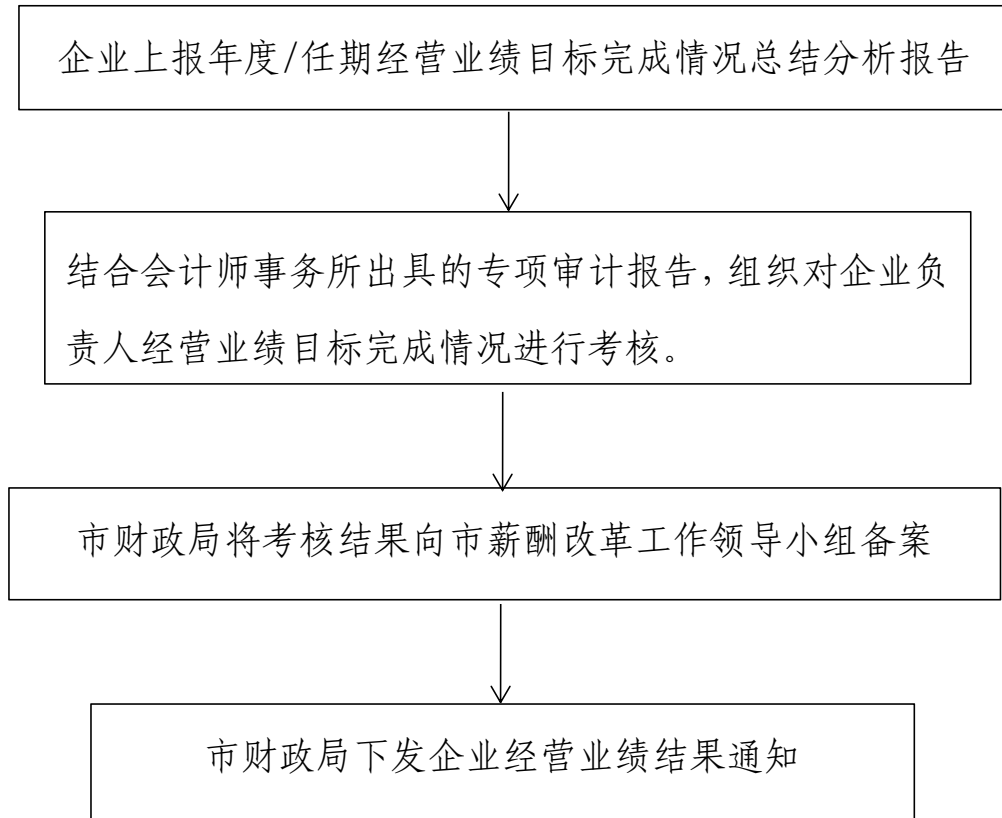 企业上报年度/任期经营业绩目标完成情况总结分析报告
结合会计师事务所出具的专项审计报告，组织对企业负
责人经营业绩目标完成情况进行考核。
市财政局将考核结果向市薪酬改革工作领导小组备案
市财政局下发企业经营业绩结果通知